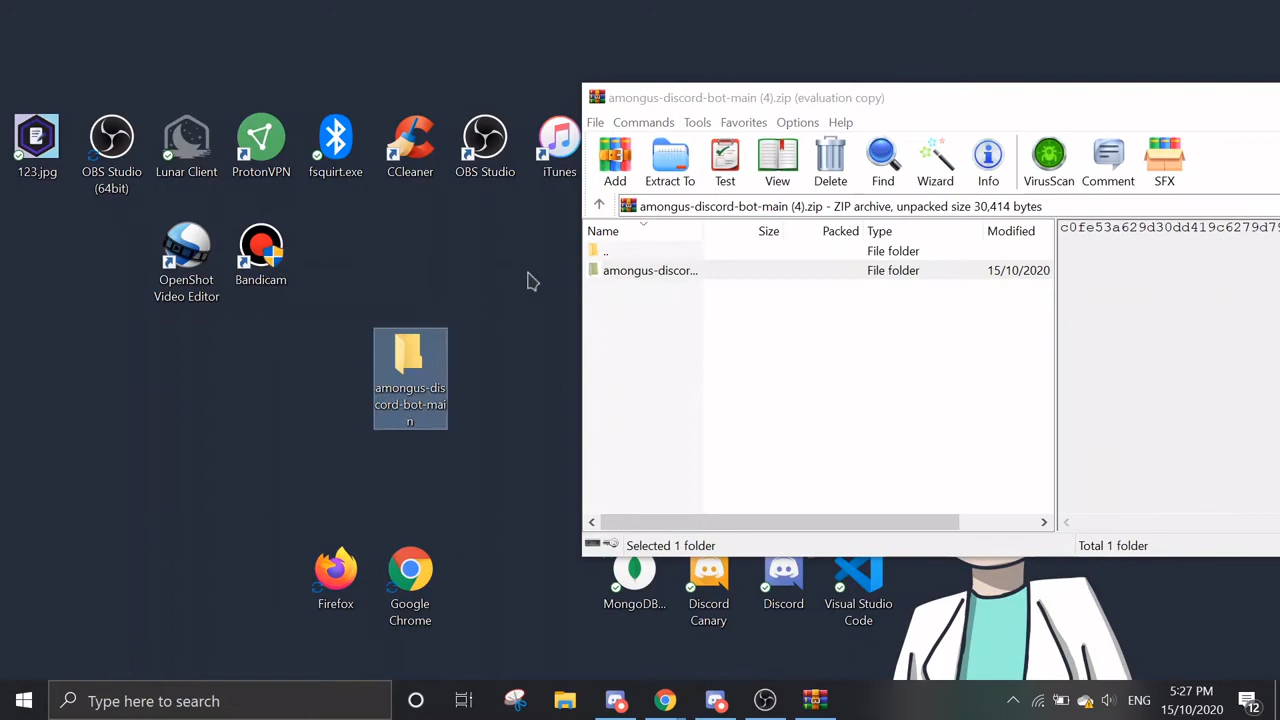 123.jpg
OBS Studio
(64bit)
Lunar Client
ProtonVPN
fsquirt.exe
CCleaner
OBS Studio
iTunes
OpenShot
Video Editor
Bandicam
amongus-dis
cord-bot-mai
n
Firefox
Google
Chrome
amongus-discord-bot-main (4).zip (evaluation copy)
File Commands Tools Favorites Options Help
Add Extract To Test View Delete Find Wizard Info VirusScan Comment SFX
amongus-discord-bot-main (4).zip - ZIP archive, unpacked size 30,414 bytes
Name Size Packed Type Modified
.. File folder
amongus-discor... File folder 15/10/2020
c0fe53a629d30dd419c6279d79
Selected 1 folder
Total 1 folder
MongoDB...
Discord
Canary
Discord
Visual Studio
Code
Type here to search
ENG
5:27 PM
15/10/2020
12